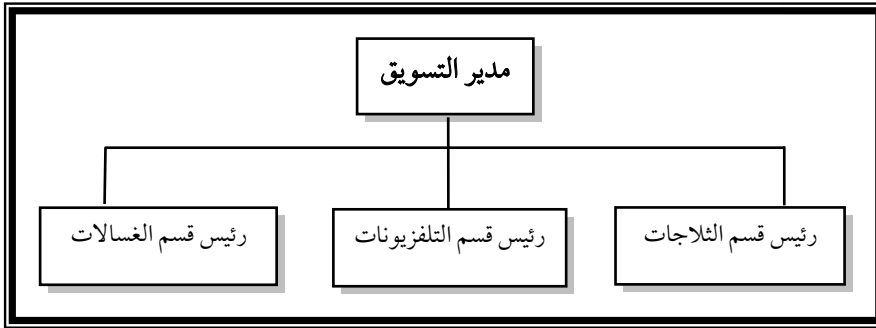 مدير التسويق
رئيس قسم الثلاجات
رئيس قسم التلفزيونات
رئيس قسم الغسالات